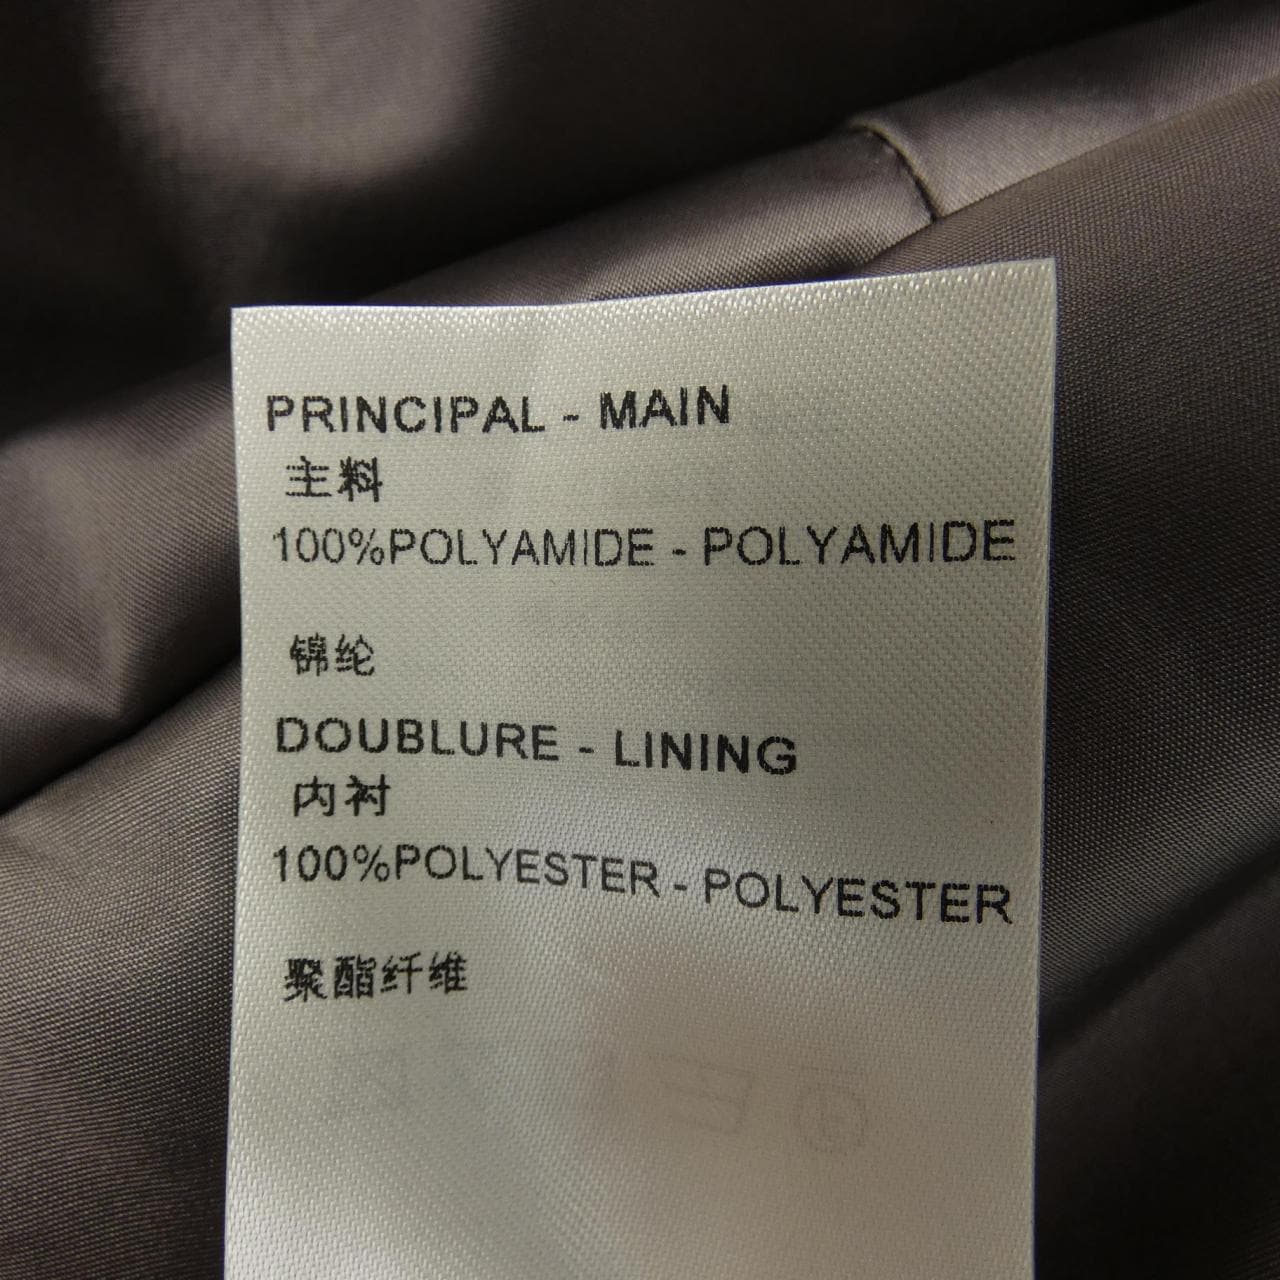 PRINCIPAL - MAIN
主料
100%POLYAMIDE - POLYAMIDE
锦纶
DOUBLURE - LINING
内衬
100%POLYESTER - POLYESTER
聚酯纤维